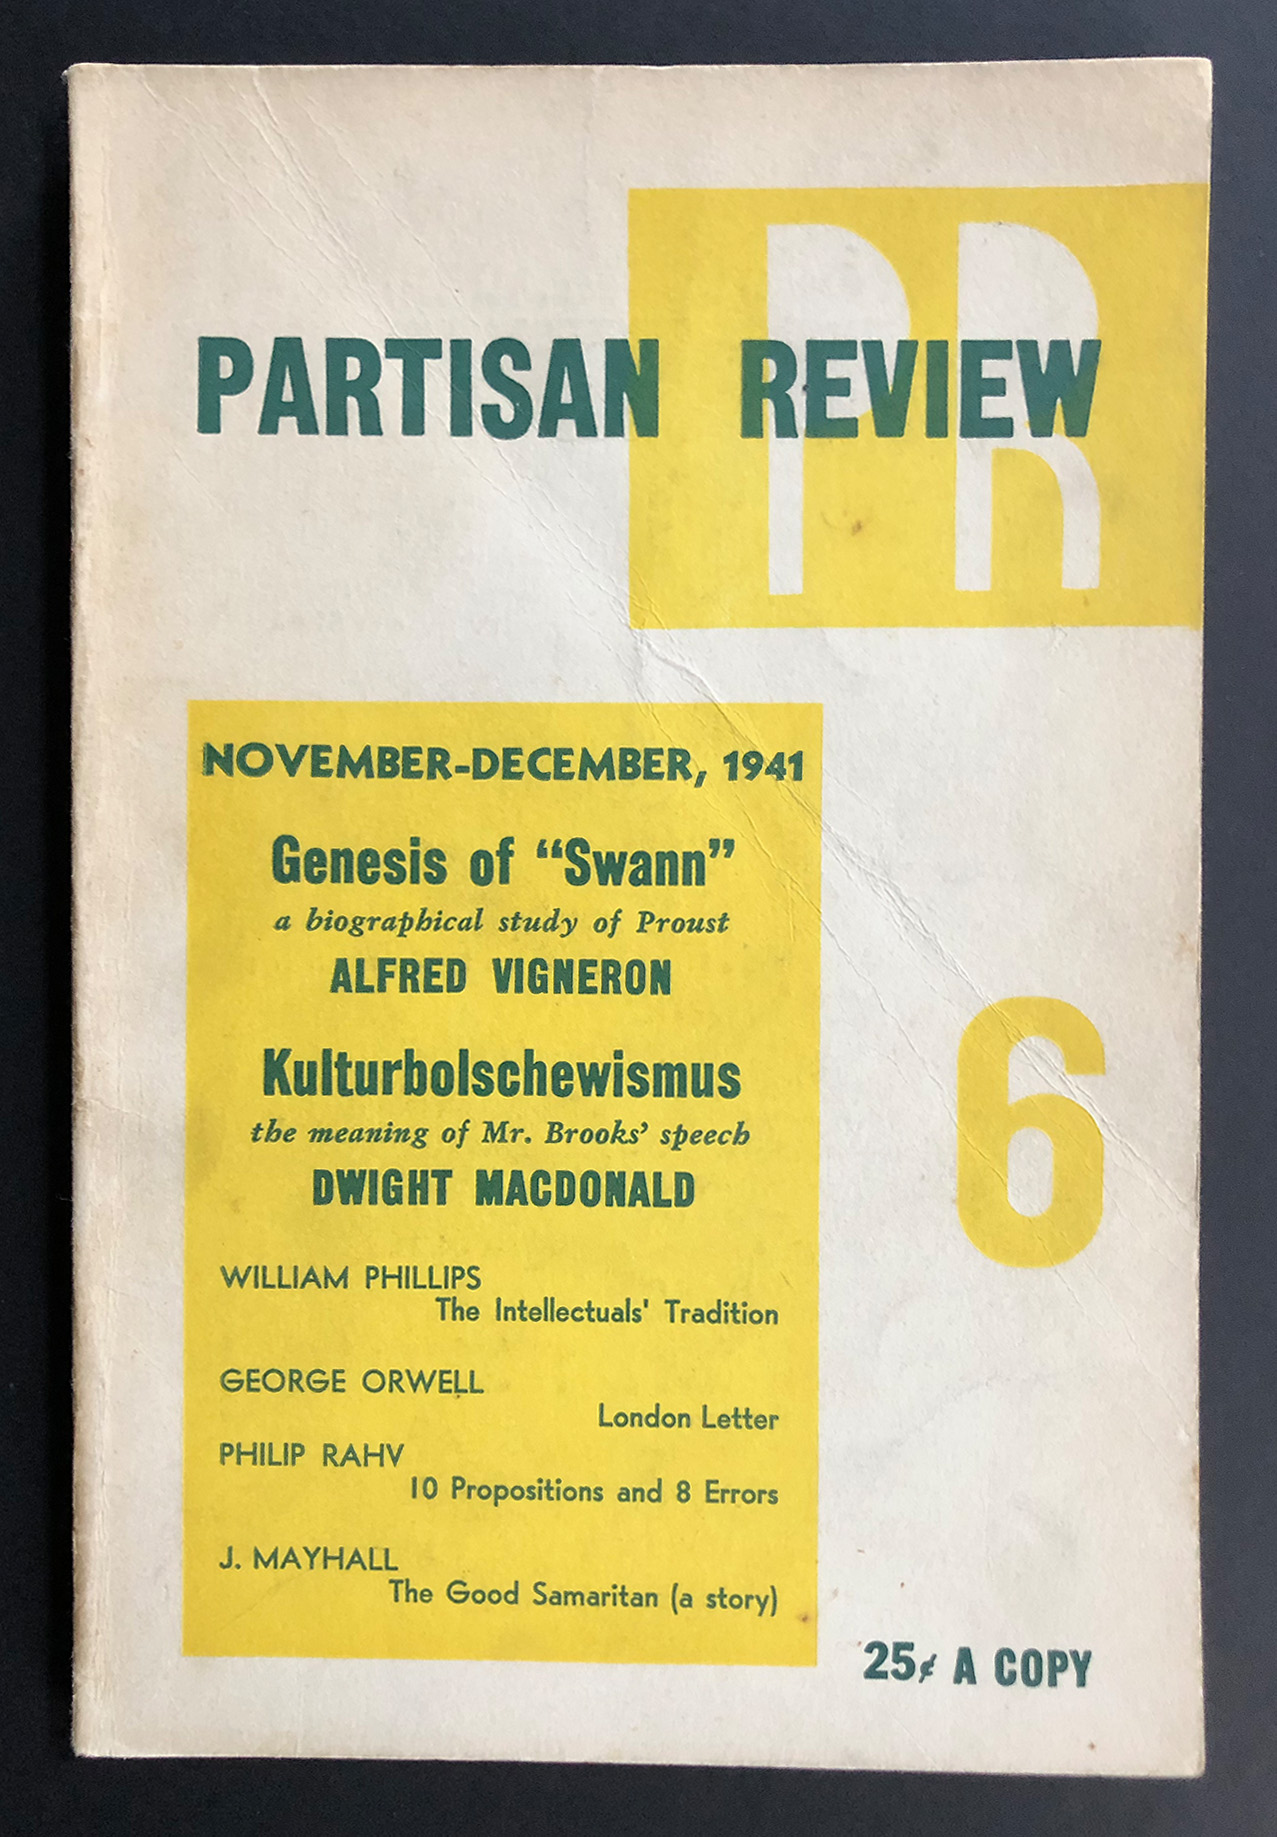 PR
PARTISAN REVIEW
NOVEMBER-DECEMBER, 1941
Genesis of “Swann”
a biographical study of Proust
ALFRED VIGNERON
Kulturbolschewismus
the meaning of Mr. Brooks’ speech
DWIGHT MACDONALD
WILLIAM PHILLIPS
The Intellectuals' Tradition
GEORGE ORWELL
London Letter
PHILIP RAHV
10 Propositions and 8 Errors
J. MAYHALL
The Good Samaritan (a story)
6
25¢ A COPY